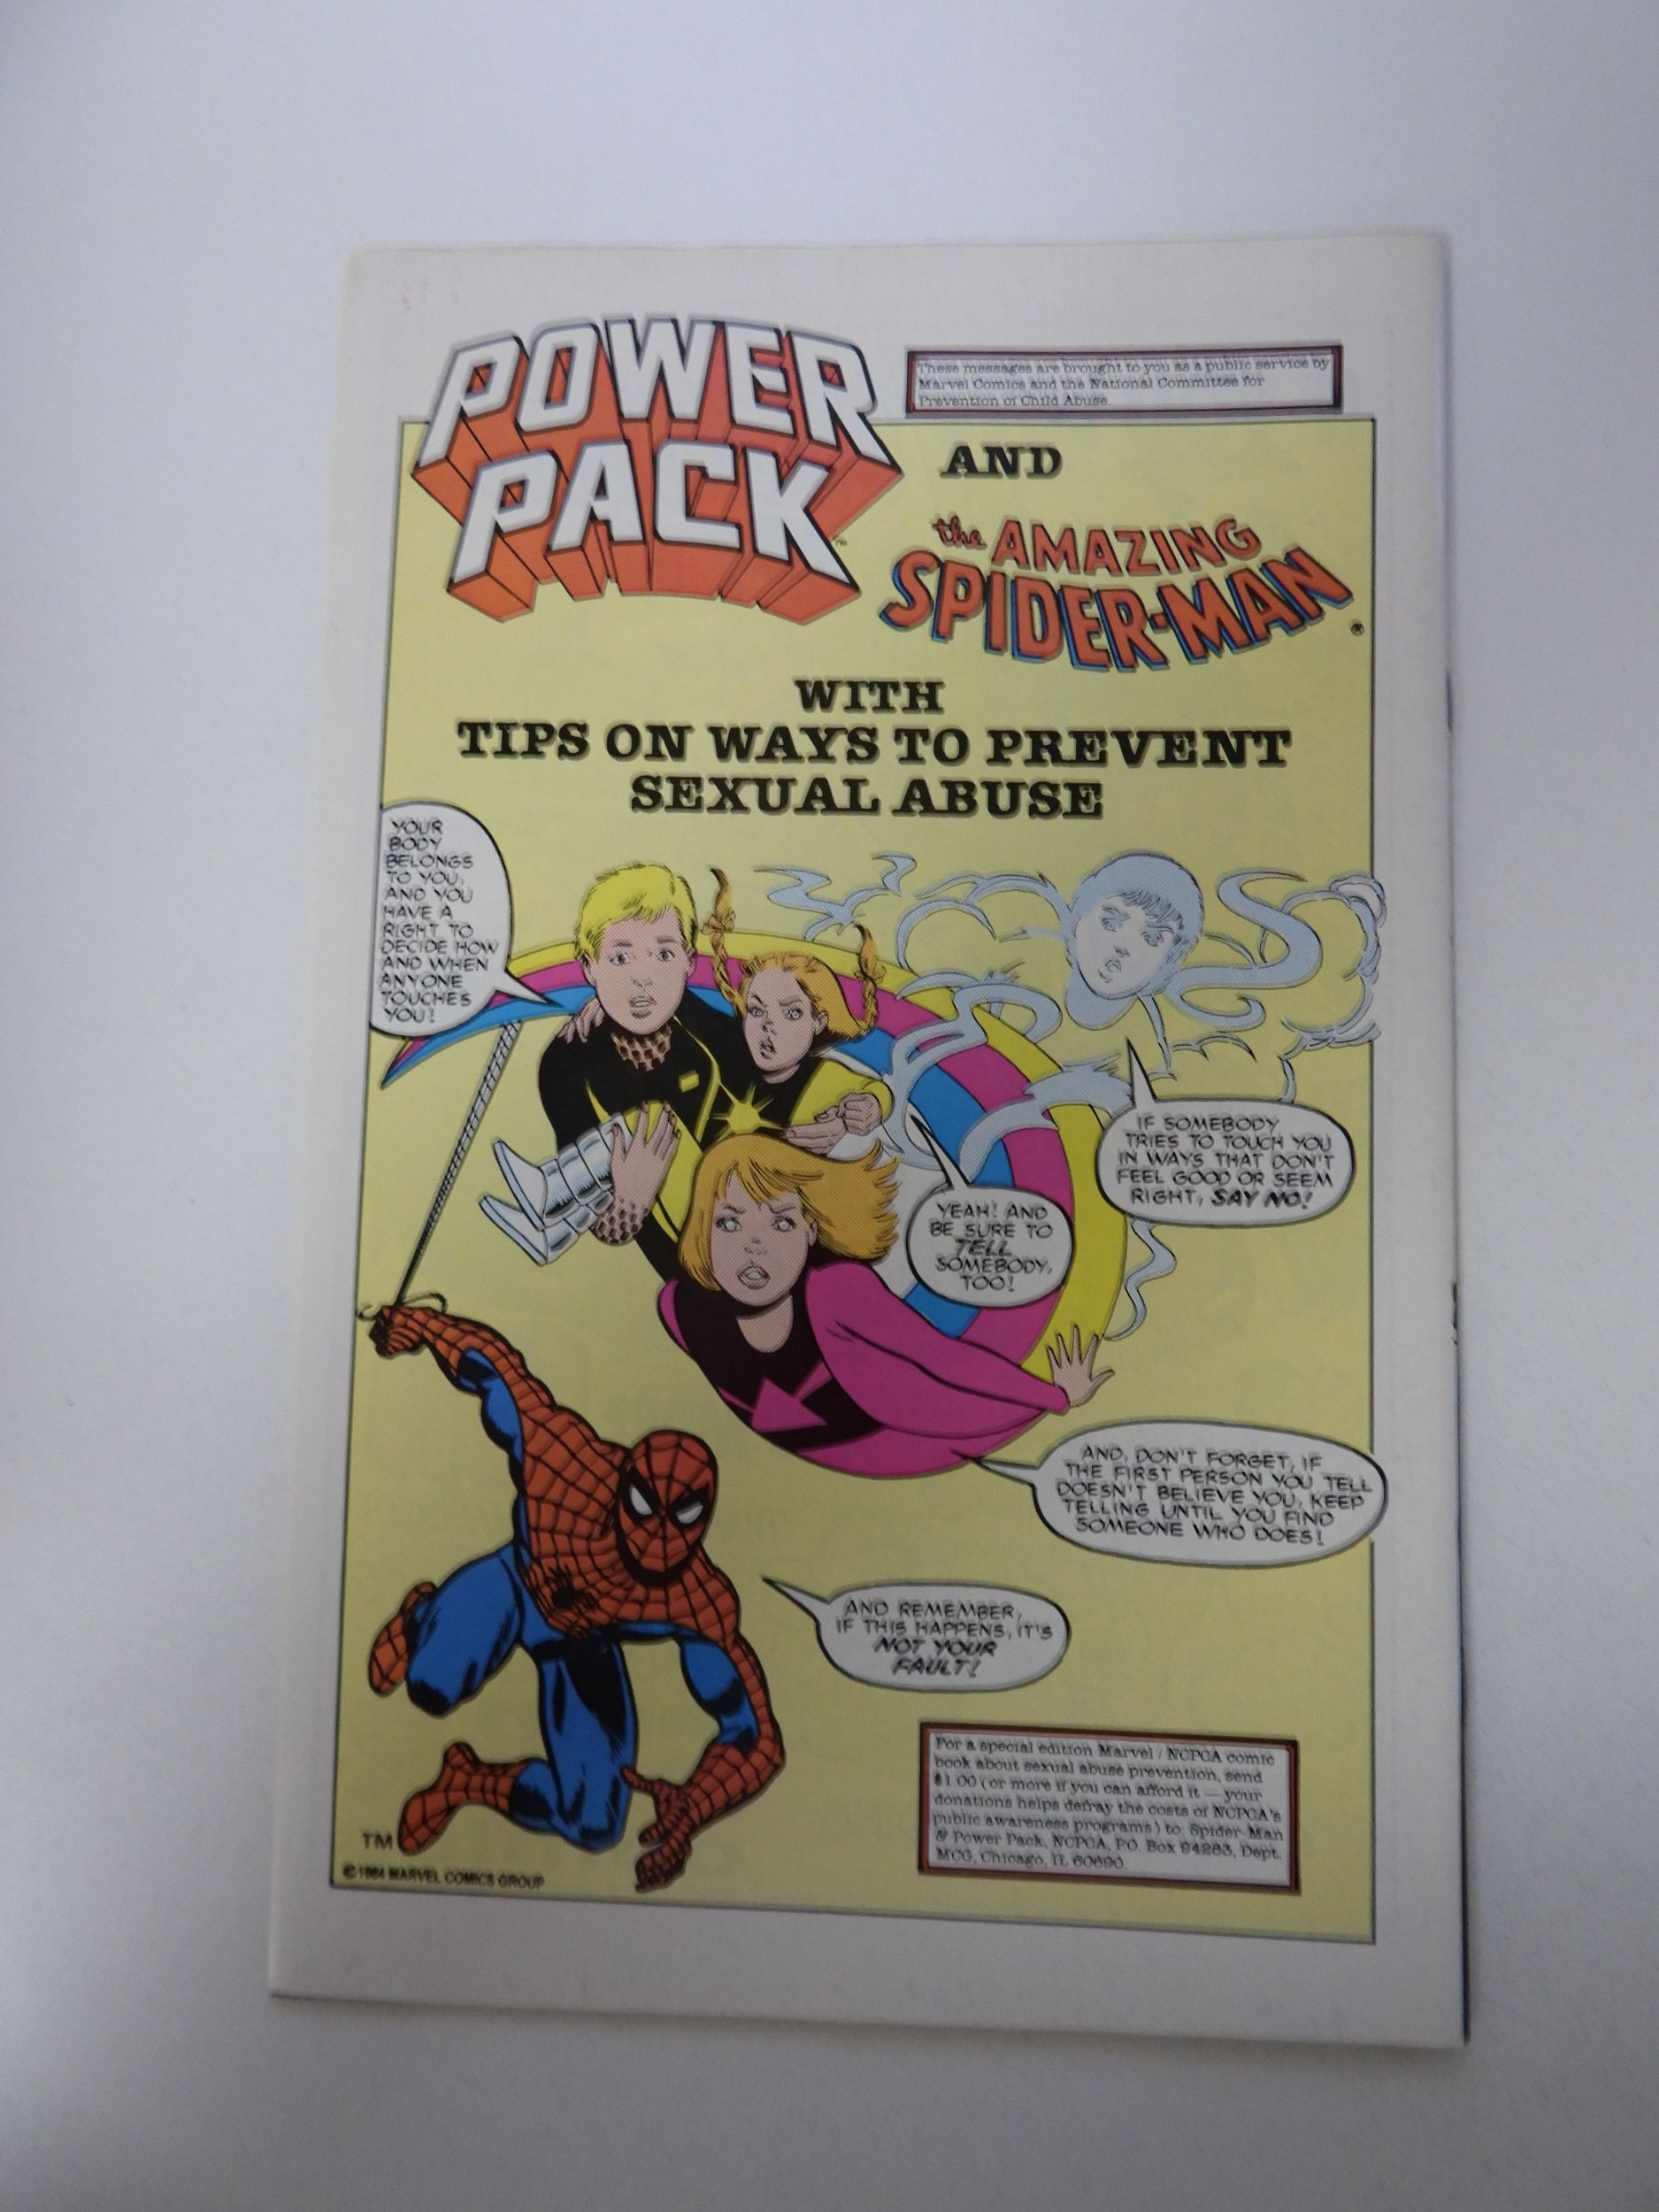 POWER
PACK
™
These messages are brought to you as a public service by
Marvel Comics and the National Committee for
Prevention of Child Abuse.
AND
the AMAZING
SPIDER-MAN
®
WITH
TIPS ON WAYS TO PREVENT
SEXUAL ABUSE
YOUR
BODY
BELONGS
TO YOU,
AND YOU
HAVE A
RIGHT TO
DECIDE HOW
AND WHEN
ANYONE
TOUCHES
YOU!
IF SOMEBODY
TRIES TO TOUCH YOU
IN WAYS THAT DON'T
FEEL GOOD OR SEEM
RIGHT, SAY NO!
YEAH! AND
BE SURE TO
TELL
SOMEBODY,
TOO!
AND, DON'T FORGET, IF
THE FIRST PERSON YOU TELL
DOESN'T BELIEVE YOU, KEEP
TELLING UNTIL YOU FIND
SOMEONE WHO DOES!
AND REMEMBER,
IF THIS HAPPENS, IT'S
NOT YOUR
FAULT!
For a special edition Marvel / NCPCA comic
book about sexual abuse prevention, send
$1.00 (or more if you can afford it — your
donations helps defray the costs of NCPCA's
public awareness programs) to: Spider-Man
& Power Pack, NCPCA, P.O. Box 94283, Dept.
MCG, Chicago, IL 60690.
TM
©1984 MARVEL COMICS GROUP